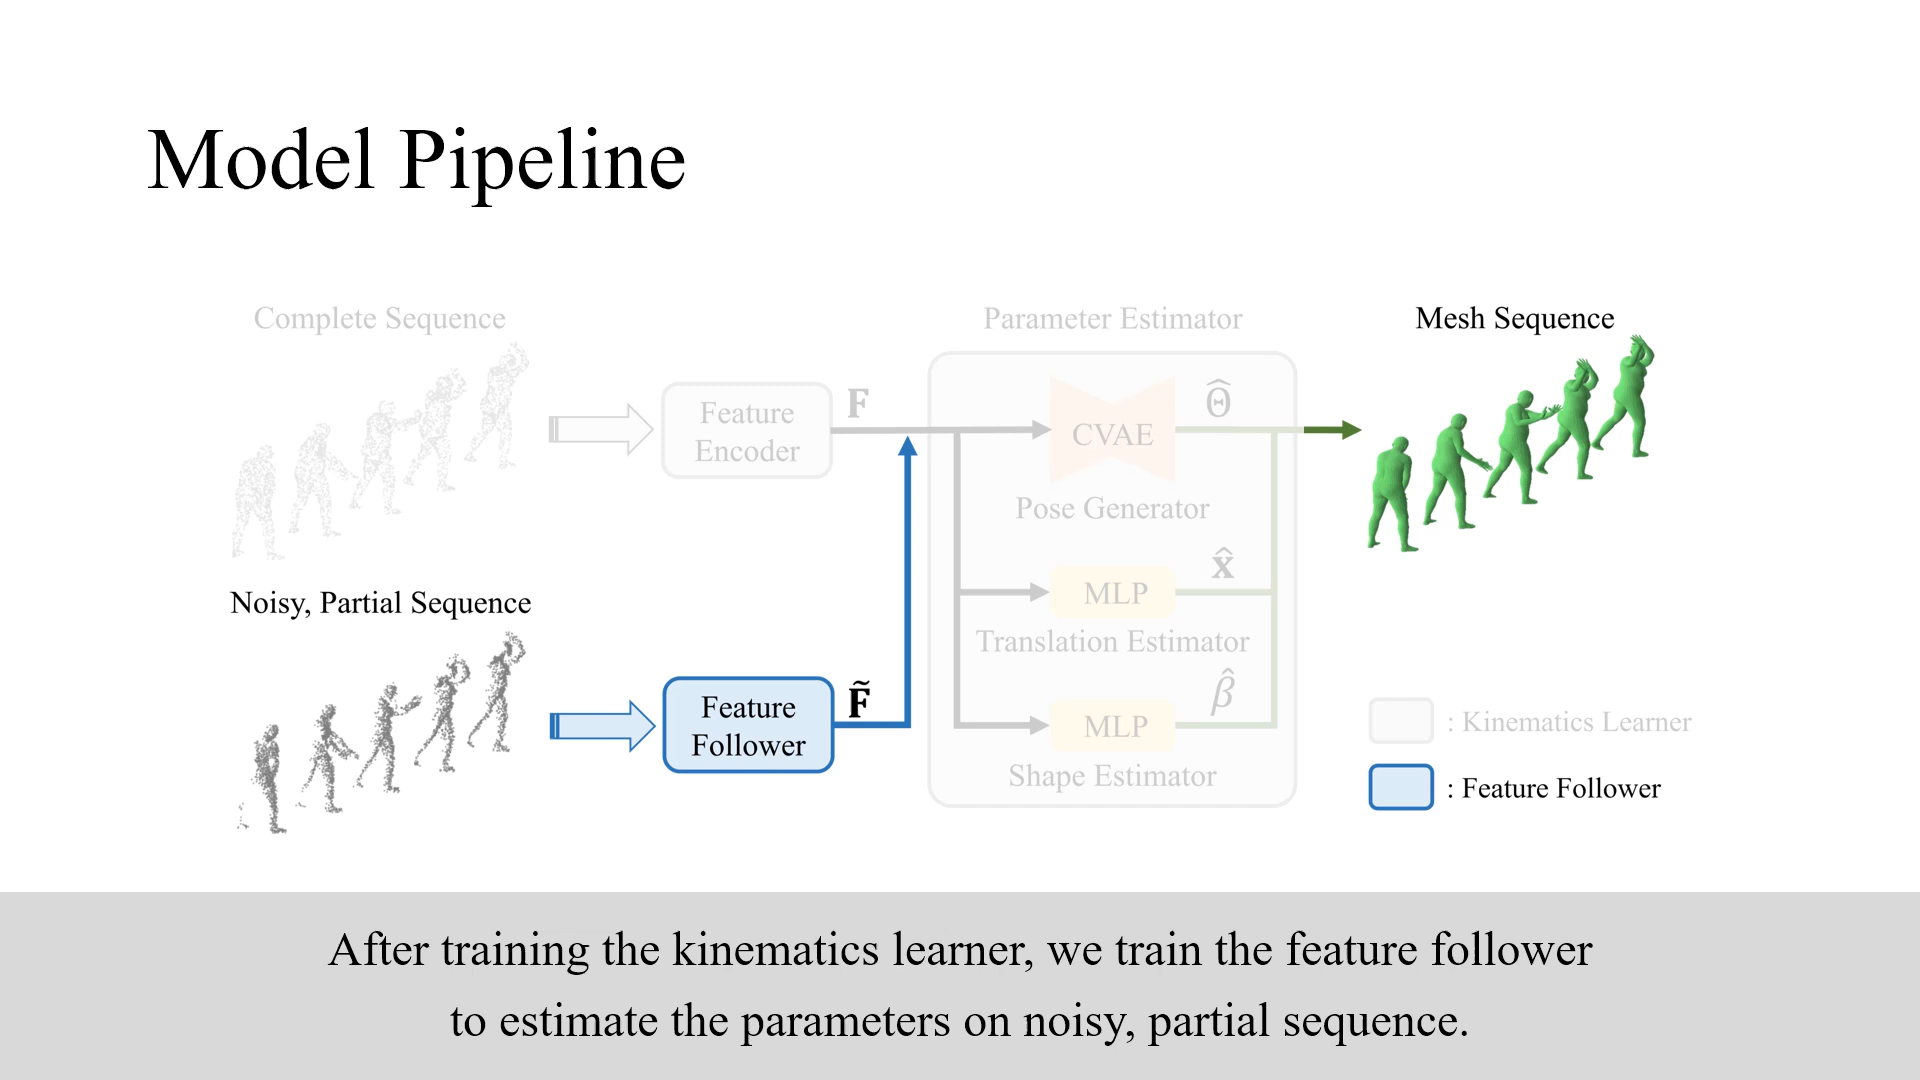 Model Pipeline
Complete Sequence
Parameter Estimator
Mesh Sequence
Feature
Encoder
F
CVAE
Θ̂
Pose Generator
Noisy, Partial Sequence
MLP
x̂
Translation Estimator
Feature
Follower
F̃
MLP
β̂
Shape Estimator
: Kinematics Learner
: Feature Follower
After training the kinematics learner, we train the feature follower
to estimate the parameters on noisy, partial sequence.